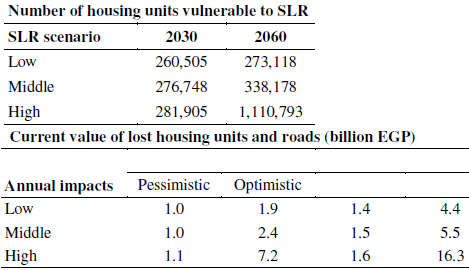 Number of housing units vulnerable to SLR
SLR scenario 2030 2060
Low 260,505 273,118
Middle 276,748 338,178
High 281,905 1,110,793
Current value of lost housing units and roads (billion EGP)
Annual impacts Pessimistic Optimistic
Low 1.0 1.9 1.4 4.4
Middle 1.0 2.4 1.5 5.5
High 1.1 7.2 1.6 16.3